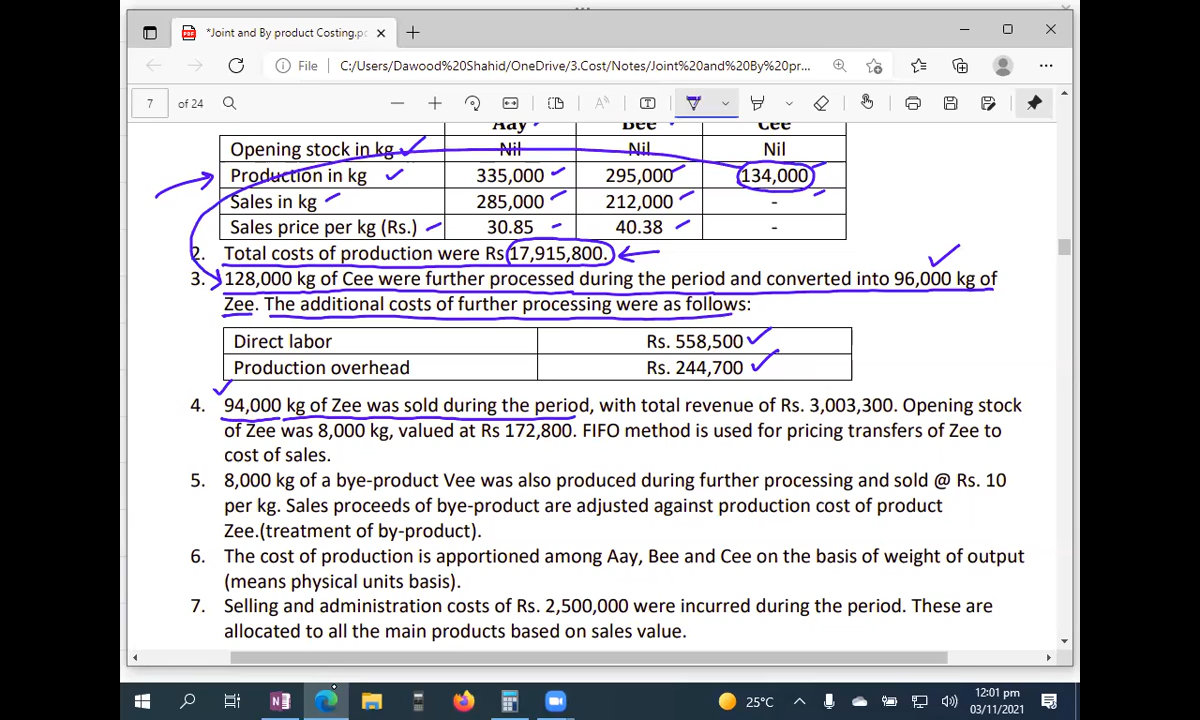 *Joint and By product Costing.pc
File C:/Users/Dawood%20Shahid/OneDrive/3.Cost/Notes/Joint%20and%20By%20pr...
7 of 24
Aay Bee Cee
Opening stock in kg Nil Nil Nil
Production in kg 335,000 295,000 134,000
Sales in kg 285,000 212,000 -
Sales price per kg (Rs.) 30.85 40.38 -
2. Total costs of production were Rs 17,915,800.
3. 128,000 kg of Cee were further processed during the period and converted into 96,000 kg of
Zee. The additional costs of further processing were as follows:
Direct labor Rs. 558,500
Production overhead Rs. 244,700
4. 94,000 kg of Zee was sold during the period, with total revenue of Rs. 3,003,300. Opening stock
of Zee was 8,000 kg, valued at Rs 172,800. FIFO method is used for pricing transfers of Zee to
cost of sales.
5. 8,000 kg of a bye-product Vee was also produced during further processing and sold @ Rs. 10
per kg. Sales proceeds of bye-product are adjusted against production cost of product
Zee.(treatment of by-product).
6. The cost of production is apportioned among Aay, Bee and Cee on the basis of weight of output
(means physical units basis).
7. Selling and administration costs of Rs. 2,500,000 were incurred during the period. These are
allocated to all the main products based on sales value.
25°C 12:01 pm
03/11/2021